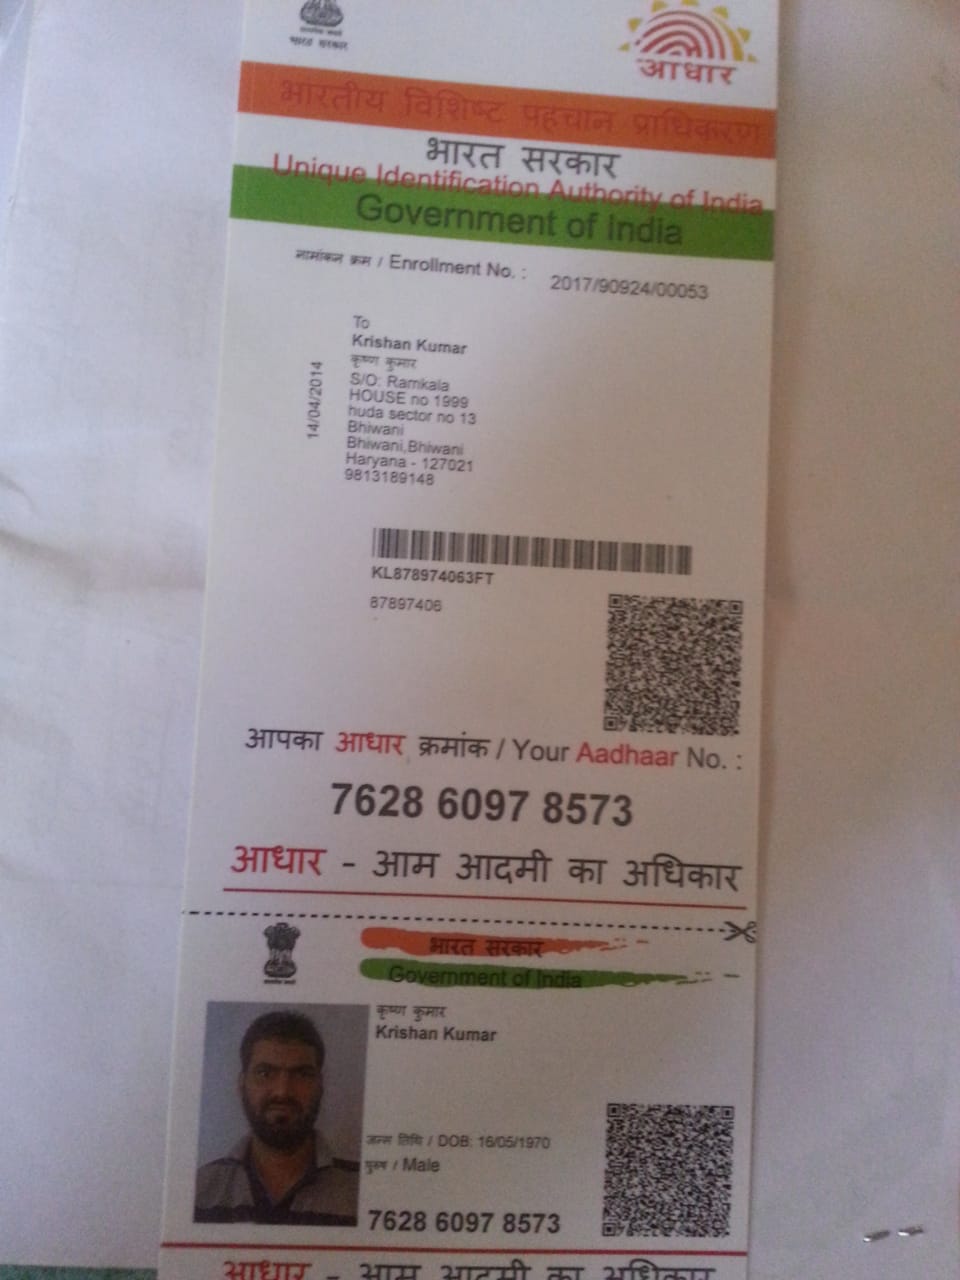 भारत सरकार
आधार
भारतीय विशिष्ट पहचान प्राधिकरण
भारत सरकार
Unique Identification Authority of India
Government of India
नामांकन क्रम / Enrollment No. : 2017/90924/00053
To
Krishan Kumar
कृष्ण कुमार
S/O: Ramkala
HOUSE no 1999
huda sector no 13
Bhiwani
Bhiwani,Bhiwani
Haryana - 127021
9813189148
14/04/2014
KL878974063FT
87897406
आपका आधार क्रमांक / Your Aadhaar No. :
7628 6097 8573
आधार - आम आदमी का अधिकार
भारत सरकार
Government of India
कृष्ण कुमार
Krishan Kumar
जन्म तिथि / DOB: 16/05/1970
पुरुष / Male
7628 6097 8573
आधार - आम आदमी का अधिकार